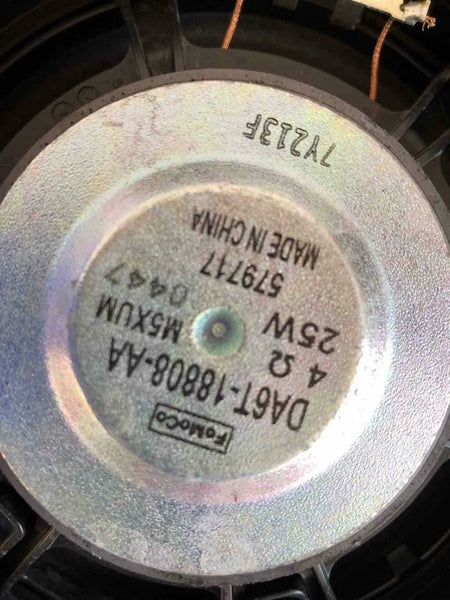 FoMoCo
DA6T-18808-AA
4 Ω M5XUM
25W
579717 0447
MADE IN CHINA
7Y213F